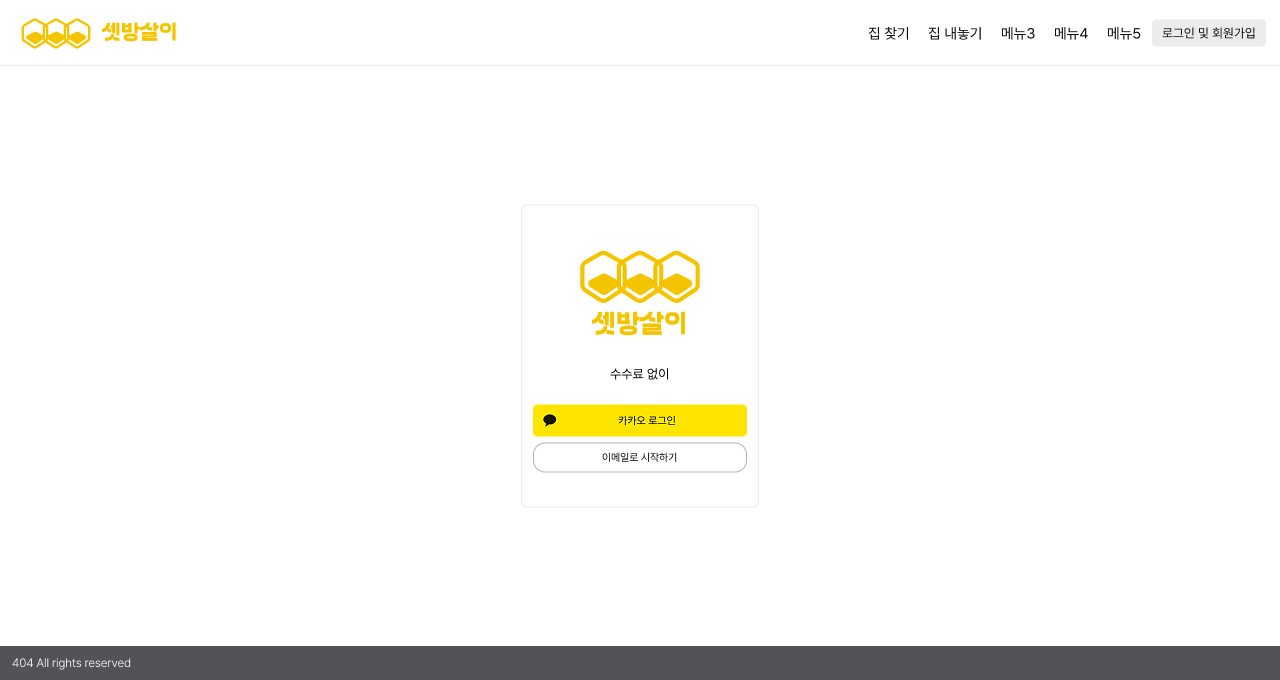 셋방살이
집 찾기 집 내놓기 메뉴3 메뉴4 메뉴5 로그인 및 회원가입
셋방살이
수수료 없이
카카오 로그인
이메일로 시작하기
404 All rights reserved